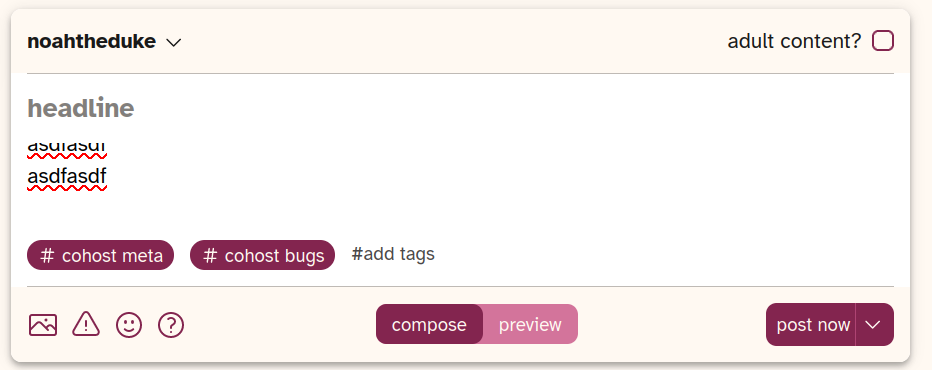 noahtheduke
adult content?
headline
asdfasdf
asdfasdf
# cohost meta # cohost bugs #add tags
compose preview post now